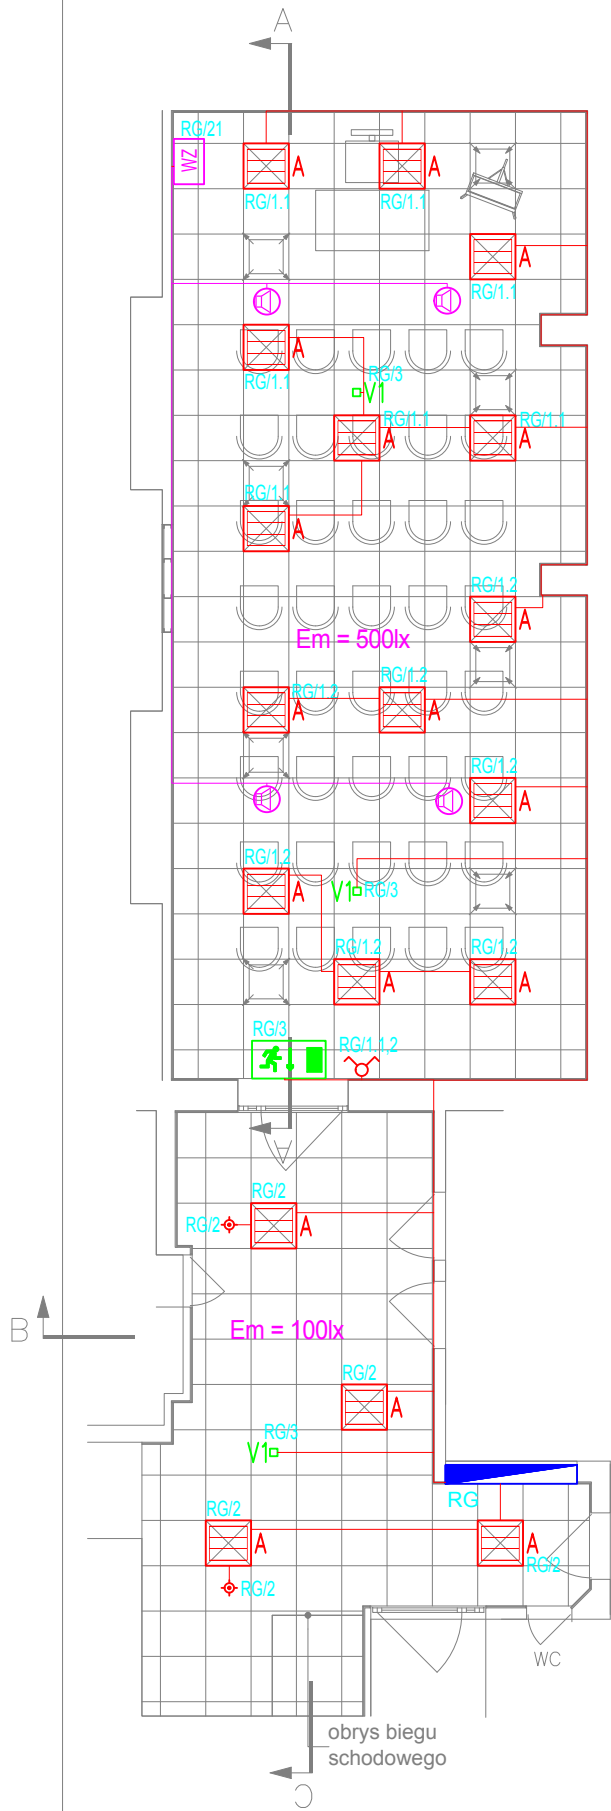 A
RG/21
WZ
A
A
RG/1.1
RG/1.1
A
RG/1.1
A
RG/1.1
RG/3
V1
RG/1.1
RG/1.1
A
A
RG/1.1
A
RG/1.2
A
Em = 500lx
RG/1.2
RG/1.2
A
A
RG/1.2
A
RG/1.2
A
V1
RG/3
RG/1.2
RG/1.2
A
A
RG/3
RG/1.1,2
A
RG/2
RG/2
A
B
Em = 100lx
RG/2
A
RG/3
V1
RG
RG/2
A
A
RG/2
RG/2
WC
obrys biegu
schodowego
C